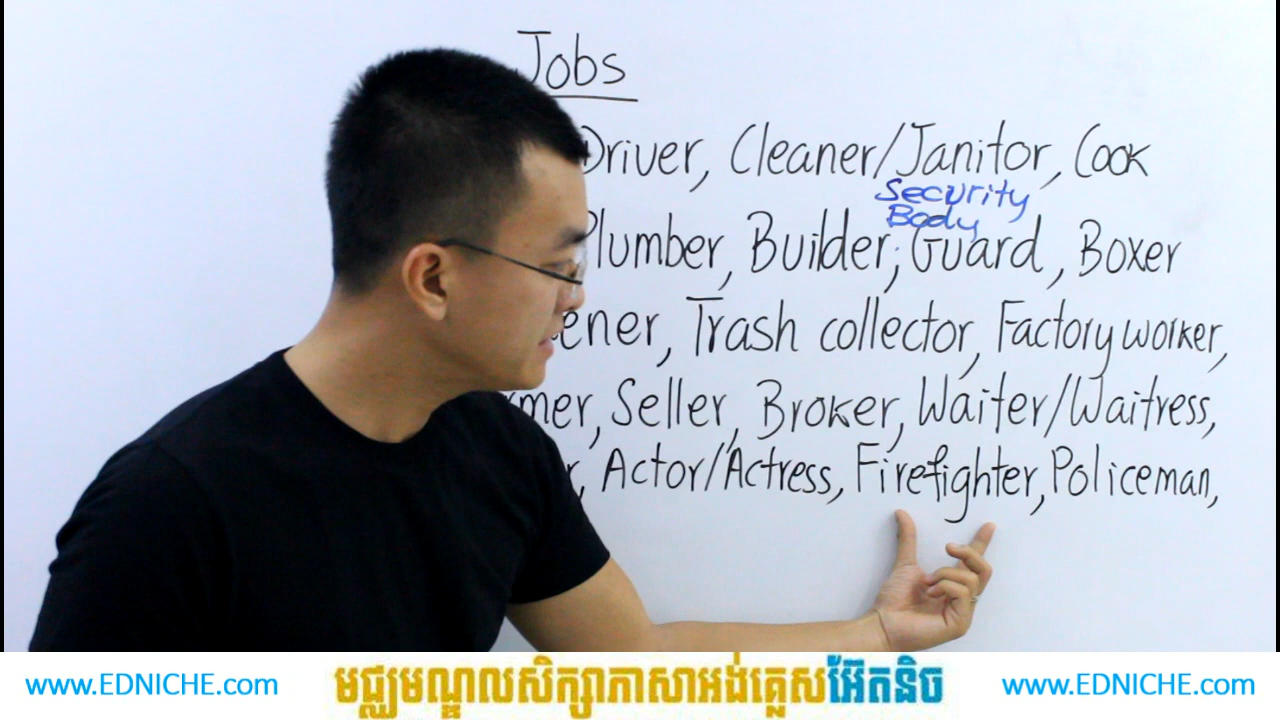 Jobs
Driver, Cleaner/Janitor, Cook
Security
Body
Plumber, Builder, Guard, Boxer
Trash collector, Factory worker,
Seller, Broker, Waiter/Waitress,
Actor/Actress, Firefighter, Policeman,
www.EDNICHE.com មជ្ឈមណ្ឌលសិក្សាភាសាអង់គ្លេសអ៊ែតនិច www.EDNICHE.com